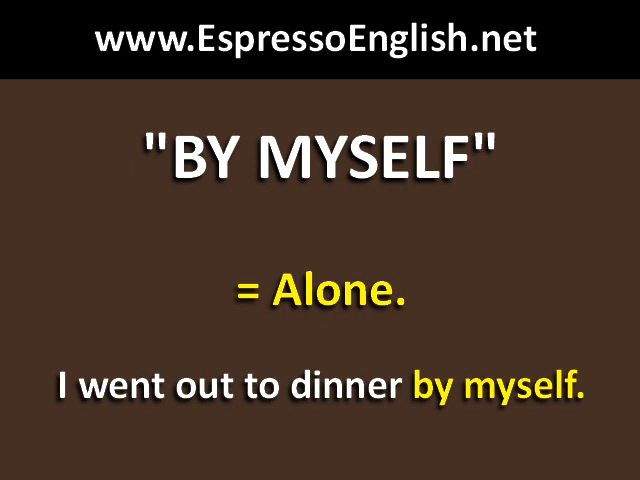 www.EspressoEnglish.net
"BY MYSELF"
= Alone.
I went out to dinner by myself.